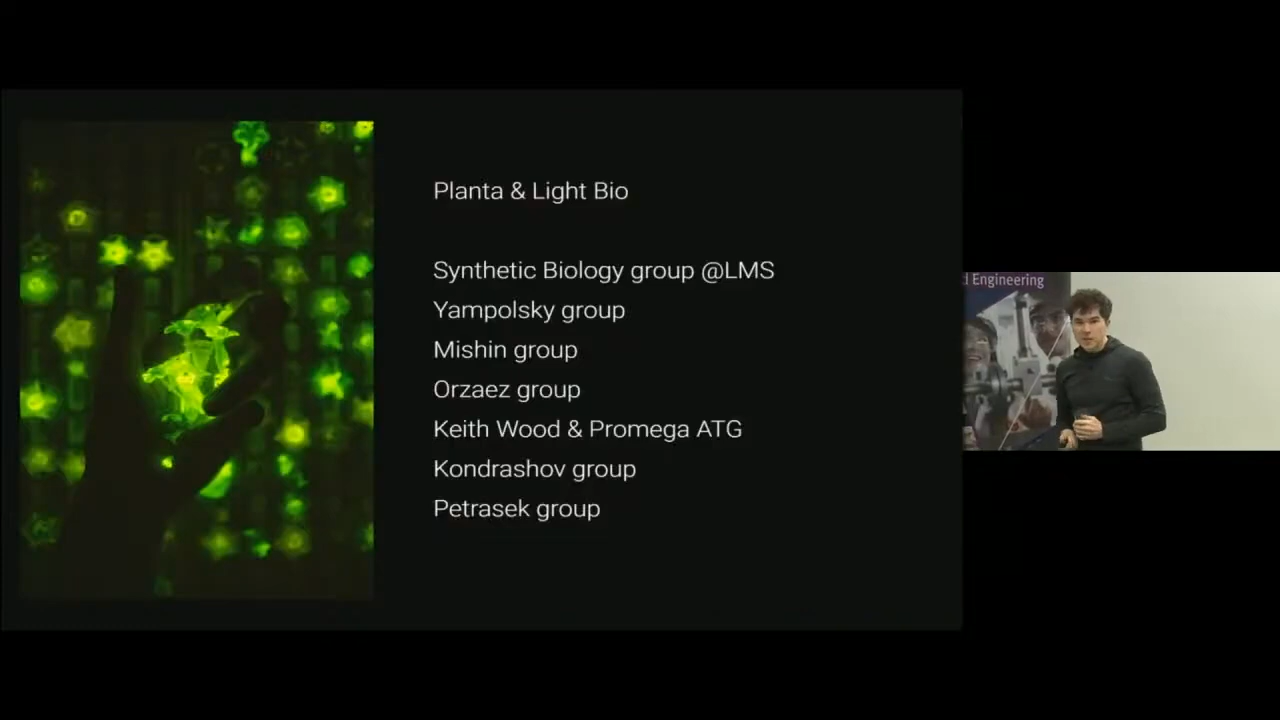 Planta & Light Bio
Synthetic Biology group @LMS
Yampolsky group
Mishin group
Orzaez group
Keith Wood & Promega ATG
Kondrashov group
Petrasek group
d Engineering